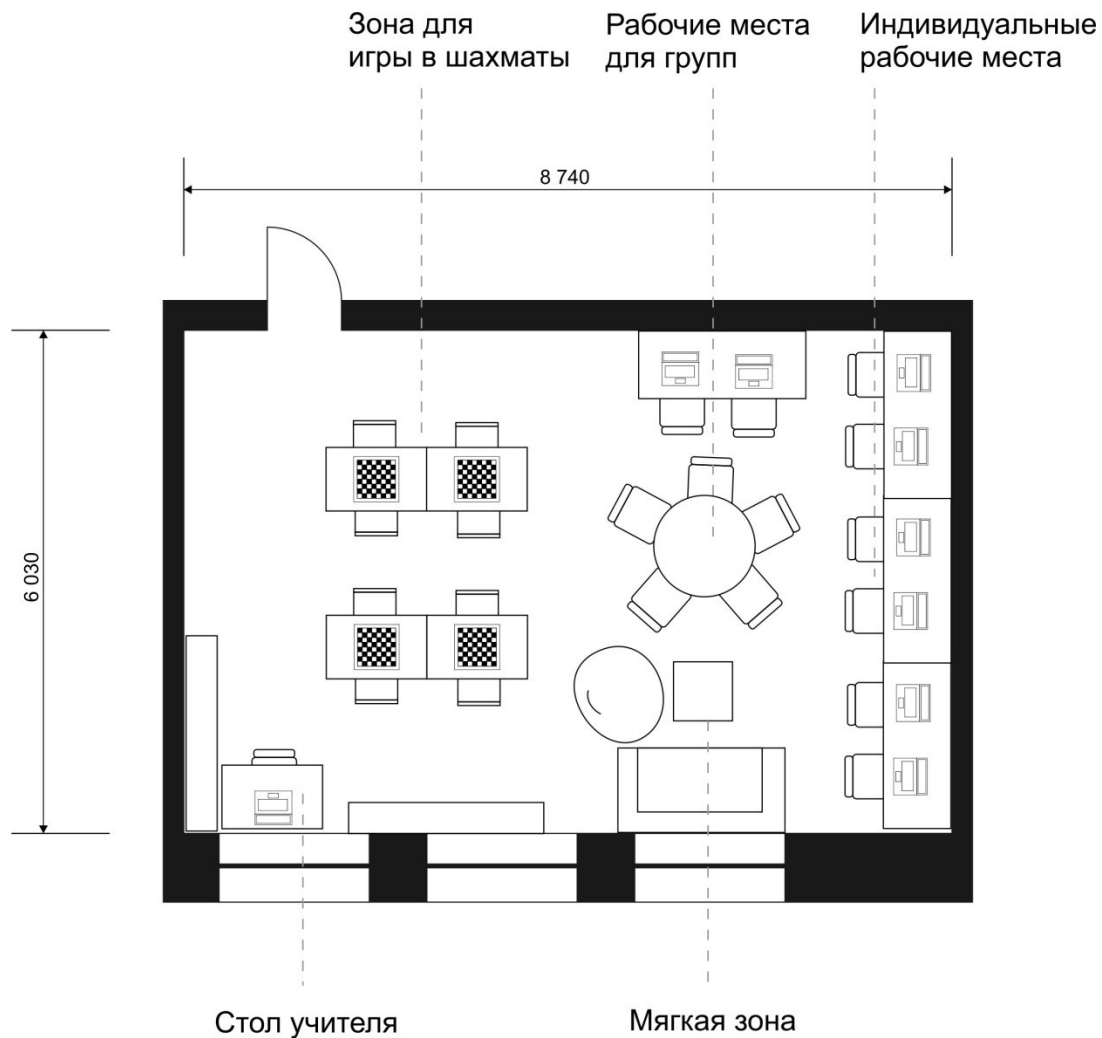 Зона для
игры в шахматы
Рабочие места
для групп
Индивидуальные
рабочие места
8 740
6 030
Стол учителя
Мягкая зона